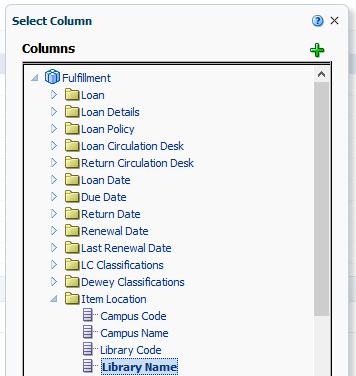 Select Column
Columns
Fulfillment
Loan
Loan Details
Loan Policy
Loan Circulation Desk
Return Circulation Desk
Loan Date
Due Date
Return Date
Renewal Date
Last Renewal Date
LC Classifications
Dewey Classifications
Item Location
Campus Code
Campus Name
Library Code
Library Name